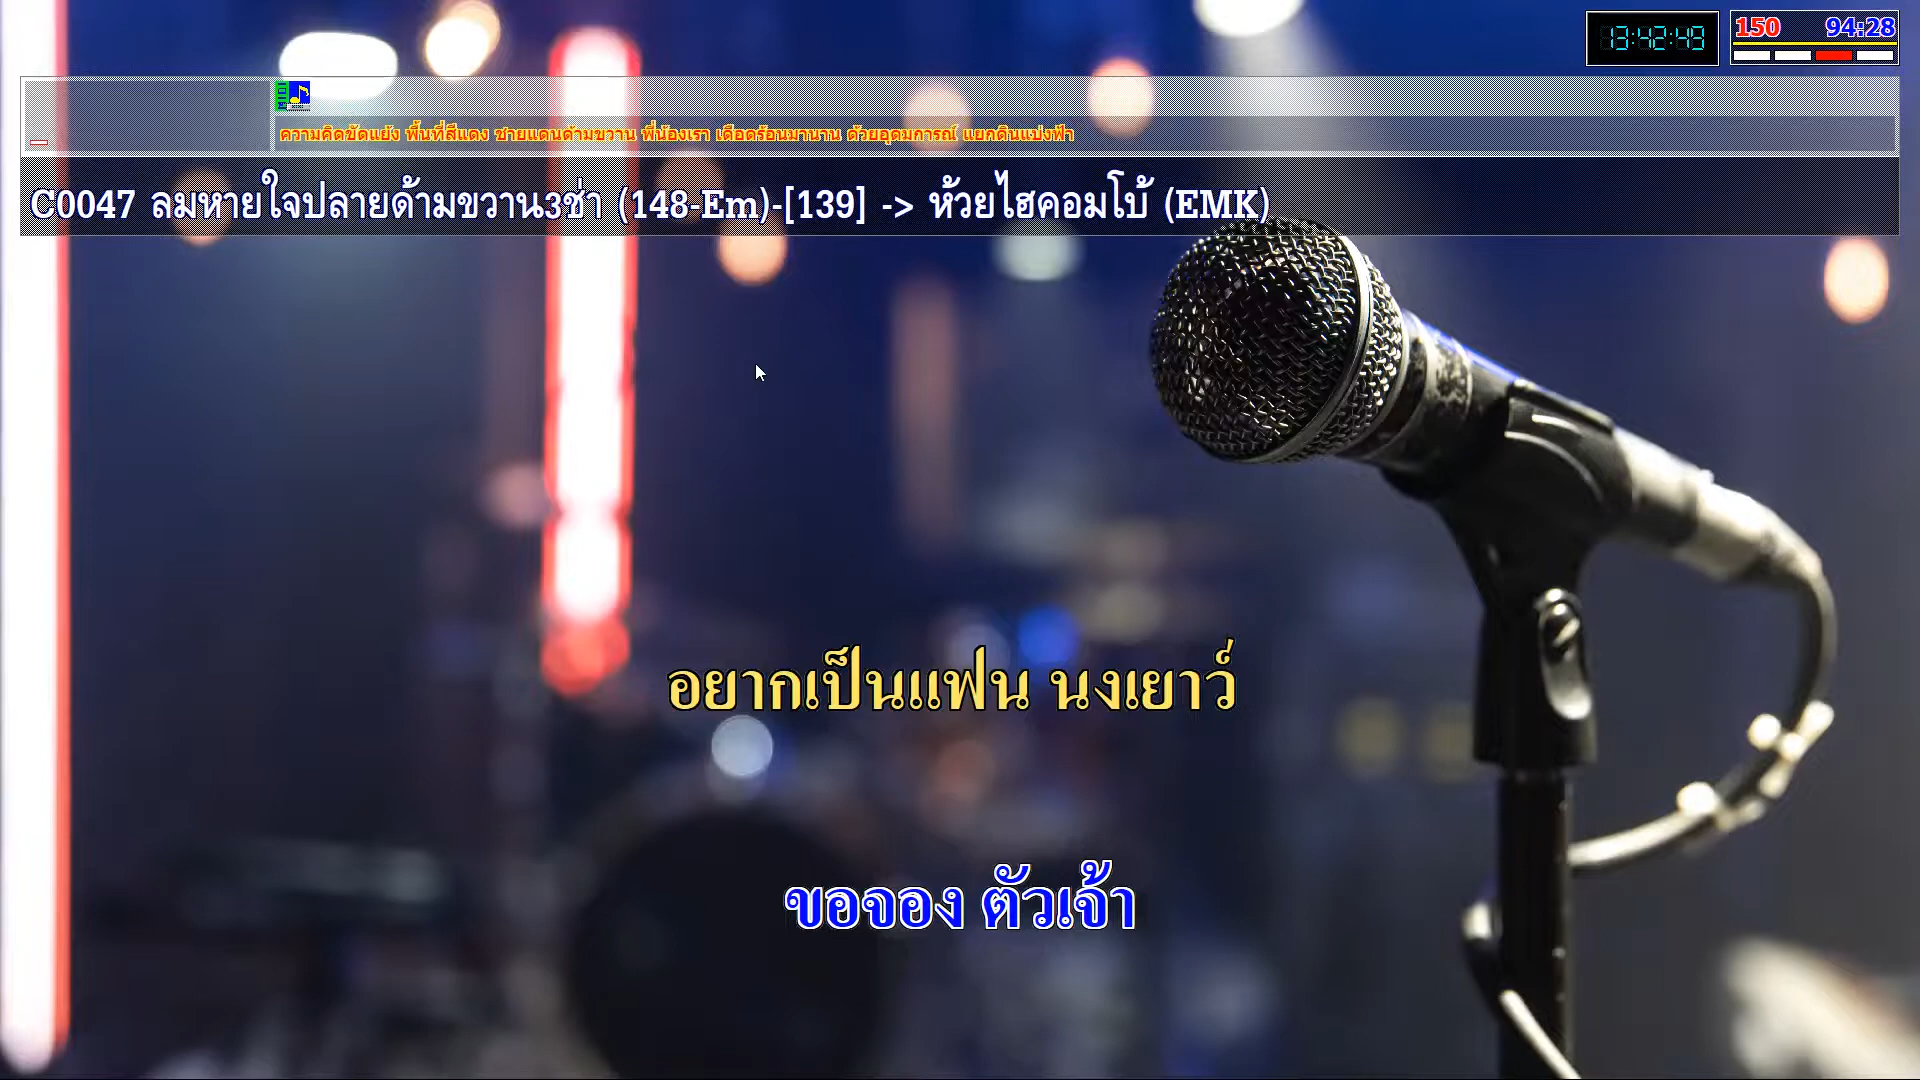 13:42:49
150 94:28
ความคิดขัดแย้ง พื้นที่สีแดง ชายแดนด้ามขวาน พี่น้องเรา เดือดร้อนมานาน ด้วยอุดมการณ์ แยกดินแบ่งฟ้า
C0047 ลมหายใจปลายด้ามขวาน3ช่า (148-Em)-[139] -> ห้วยไฮคอมโบ้ (EMK)
อยากเป็นแฟน นงเยาว์
ขอจอง ตัวเจ้า